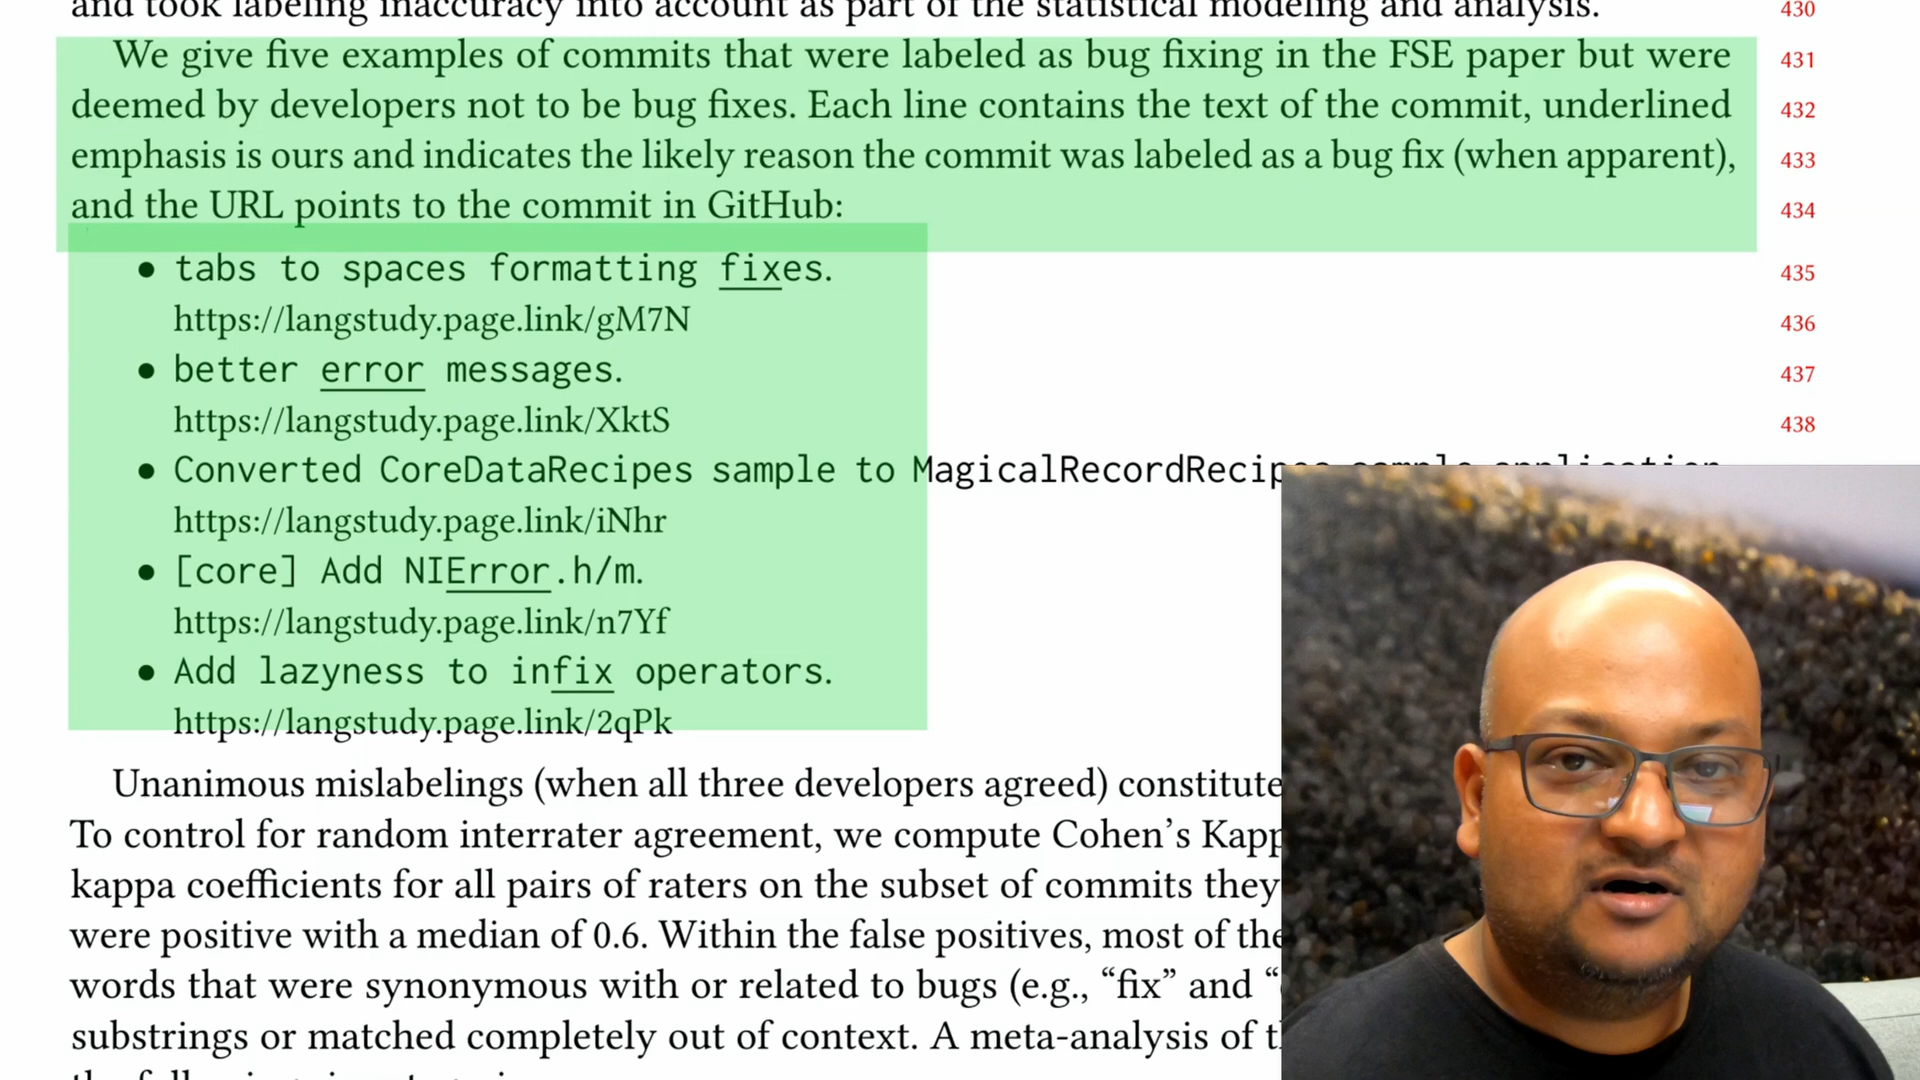 and took labeling inaccuracy into account as part of the statistical modeling and analysis. 430
We give five examples of commits that were labeled as bug fixing in the FSE paper but were 431
deemed by developers not to be bug fixes. Each line contains the text of the commit, underlined 432
emphasis is ours and indicates the likely reason the commit was labeled as a bug fix (when apparent), 433
and the URL points to the commit in GitHub: 434
• tabs to spaces formatting fixes. 435
https://langstudy.page.link/gM7N 436
• better error messages. 437
https://langstudy.page.link/XktS 438
• Converted CoreDataRecipes sample to MagicalRecordRecipes sample application
https://langstudy.page.link/iNhr
• [core] Add NIError.h/m.
https://langstudy.page.link/n7Yf
• Add lazyness to infix operators.
https://langstudy.page.link/2qPk
Unanimous mislabelings (when all three developers agreed) constitute
To control for random interrater agreement, we compute Cohen’s Kapp
kappa coefficients for all pairs of raters on the subset of commits they
were positive with a median of 0.6. Within the false positives, most of the
words that were synonymous with or related to bugs (e.g., “fix” and “
substrings or matched completely out of context. A meta-analysis of